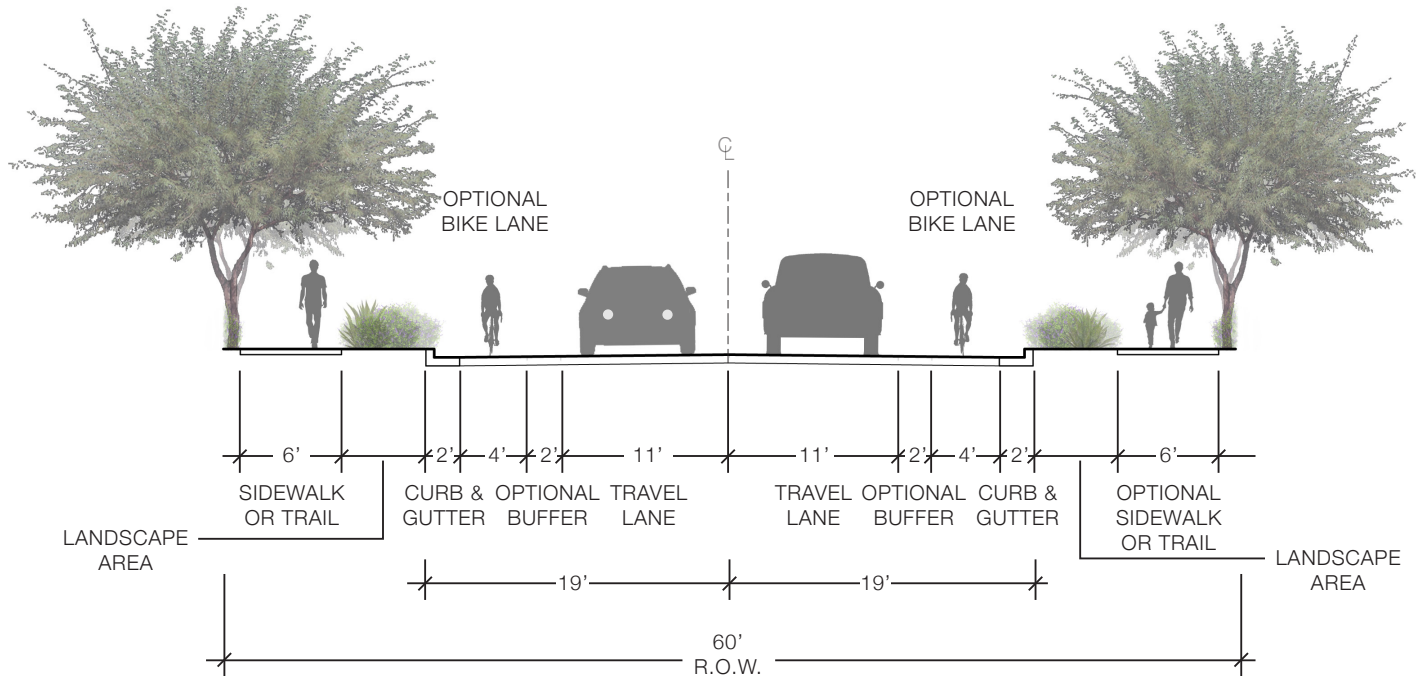 ℄
OPTIONAL
BIKE LANE
OPTIONAL
BIKE LANE
6’ 2’ 4’ 2’ 11’ 11’ 2’ 4’ 2’ 6’
SIDEWALK
OR TRAIL
CURB &
GUTTER
OPTIONAL
BUFFER
TRAVEL
LANE
TRAVEL
LANE
OPTIONAL
BUFFER
CURB &
GUTTER
OPTIONAL
SIDEWALK
OR TRAIL
LANDSCAPE
AREA
LANDSCAPE
AREA
19’ 19’
60’
R.O.W.